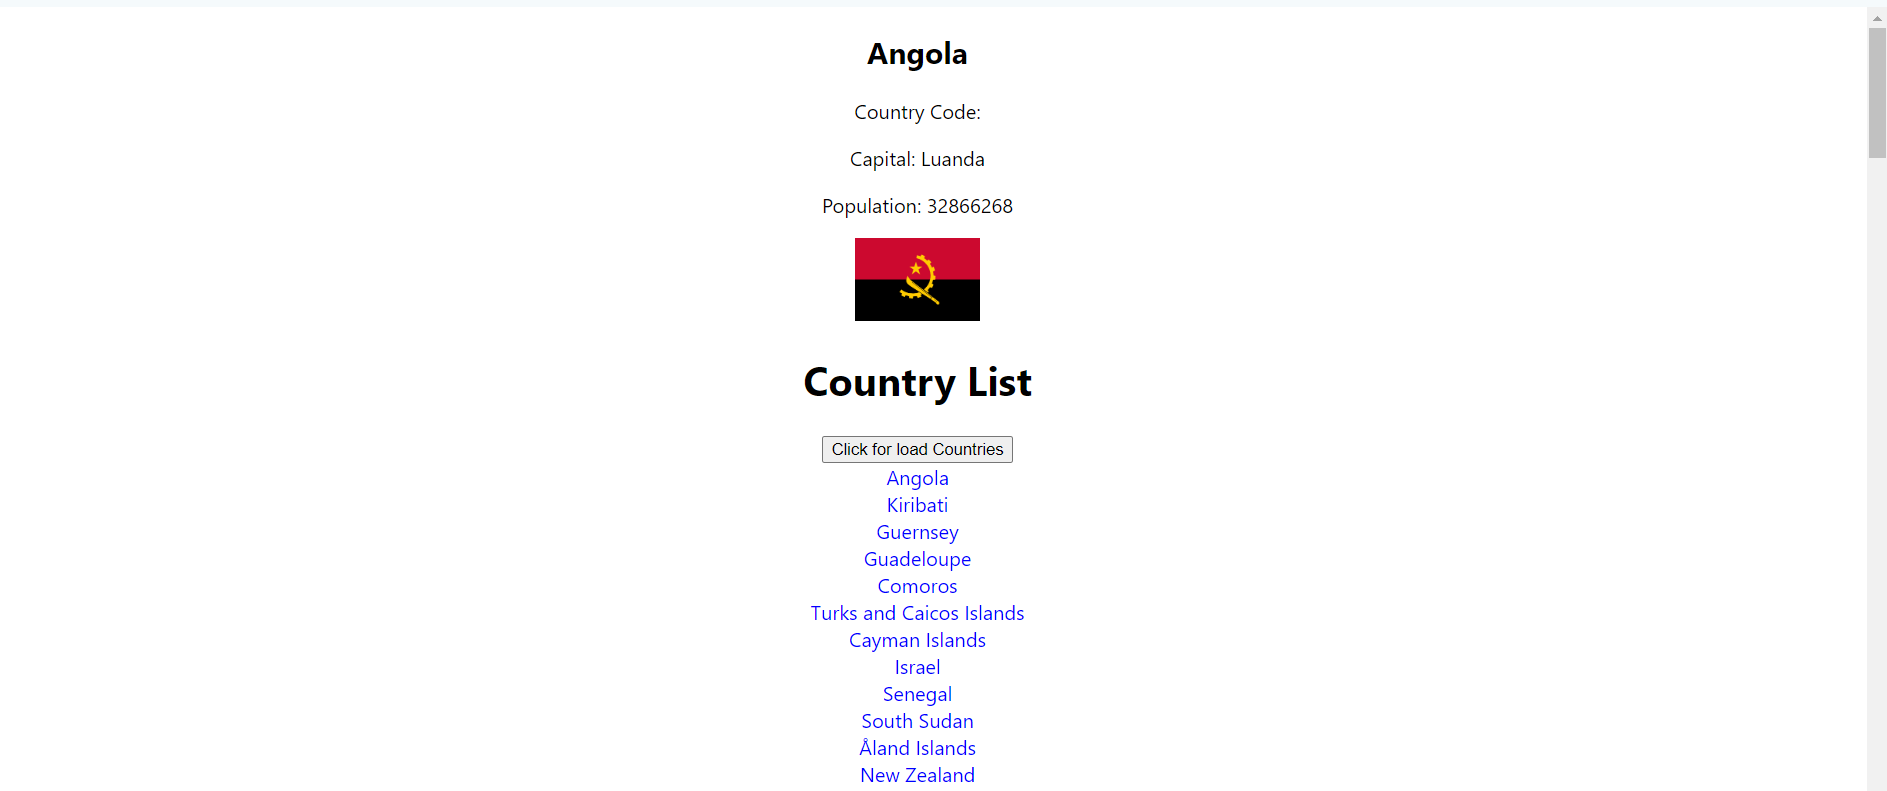 Angola
Country Code:
Capital: Luanda
Population: 32866268
Country List
Click for load Countries
Angola
Kiribati
Guernsey
Guadeloupe
Comoros
Turks and Caicos Islands
Cayman Islands
Israel
Senegal
South Sudan
Åland Islands
New Zealand